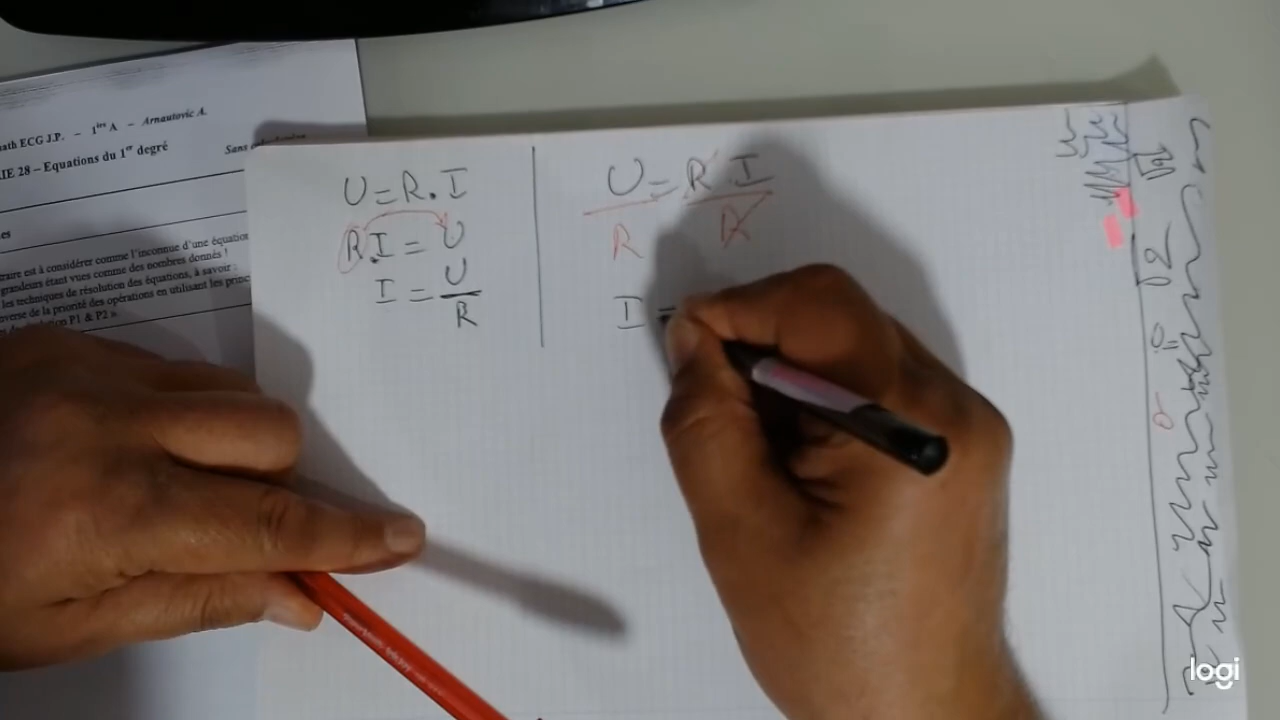 ath ECG J.P. – 1res A – Arnautovic A.
IE 28 – Equations du 1er degré
Sans
es
traire est à considérer comme l'inconnue d'une équation
grandeurs étant vues comme des nombres donnés !
les techniques de résolution des équations, à savoir :
nverse de la priorité des opérations en utilisant les princ
P1 & P2 »
U = R . I
R . I = U
I = U
R
U = R . I
R R
I =
logi